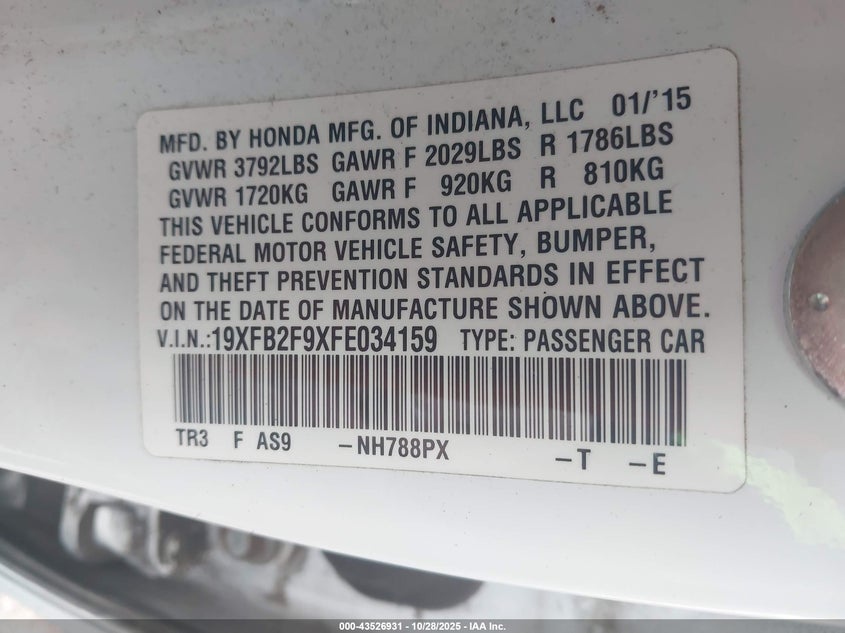 MFD. BY HONDA MFG. OF INDIANA, LLC 01/'15
GVWR 3792LBS GAWR F 2029LBS R 1786LBS
GVWR 1720KG GAWR F 920KG R 810KG
THIS VEHICLE CONFORMS TO ALL APPLICABLE
FEDERAL MOTOR VEHICLE SAFETY, BUMPER,
AND THEFT PREVENTION STANDARDS IN EFFECT
ON THE DATE OF MANUFACTURE SHOWN ABOVE.
V.I.N.:19XFB2F9XFE034159 TYPE: PASSENGER CAR
TR3 F AS9 –NH788PX –T –E
000-43526931 | 10/28/2025 | IAA Inc.